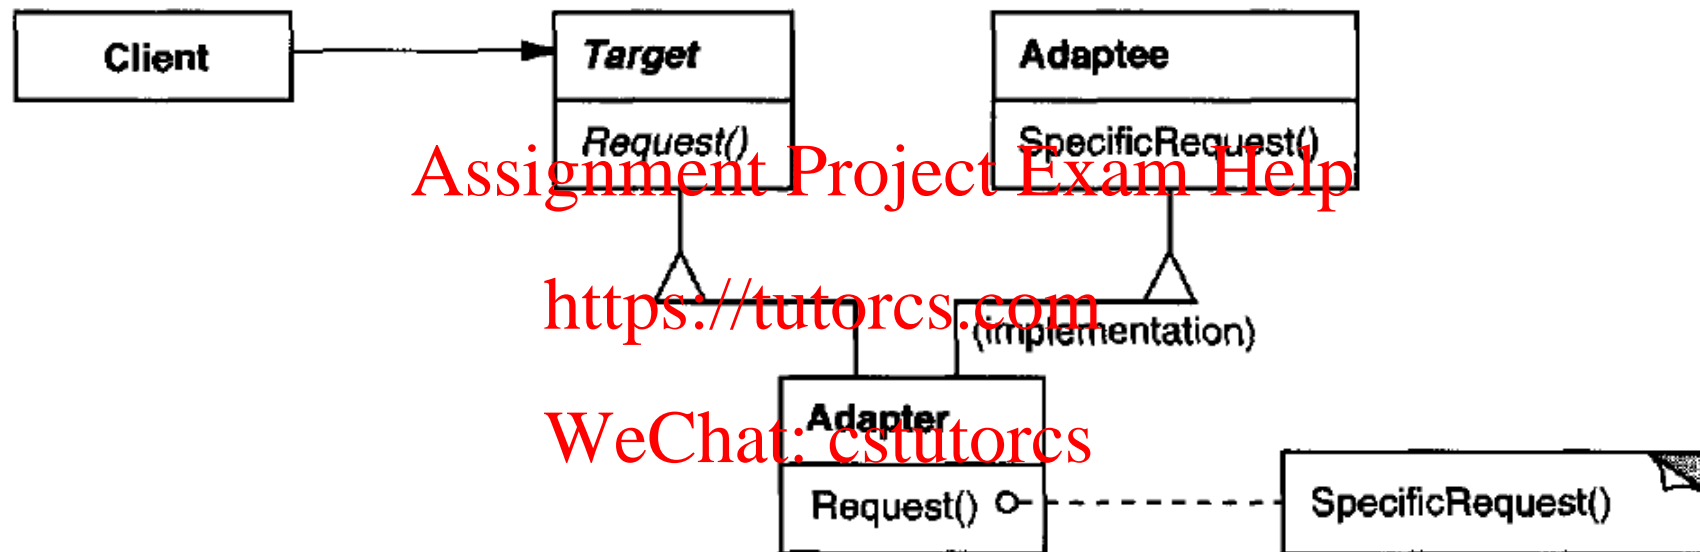 Client
Target
Adaptee
Request()
SpecificRequest()
Assignment Project Exam Help
https://tutorcs.com
(implementation)
Adapter
WeChat: cstutorcs
Request()
SpecificRequest()